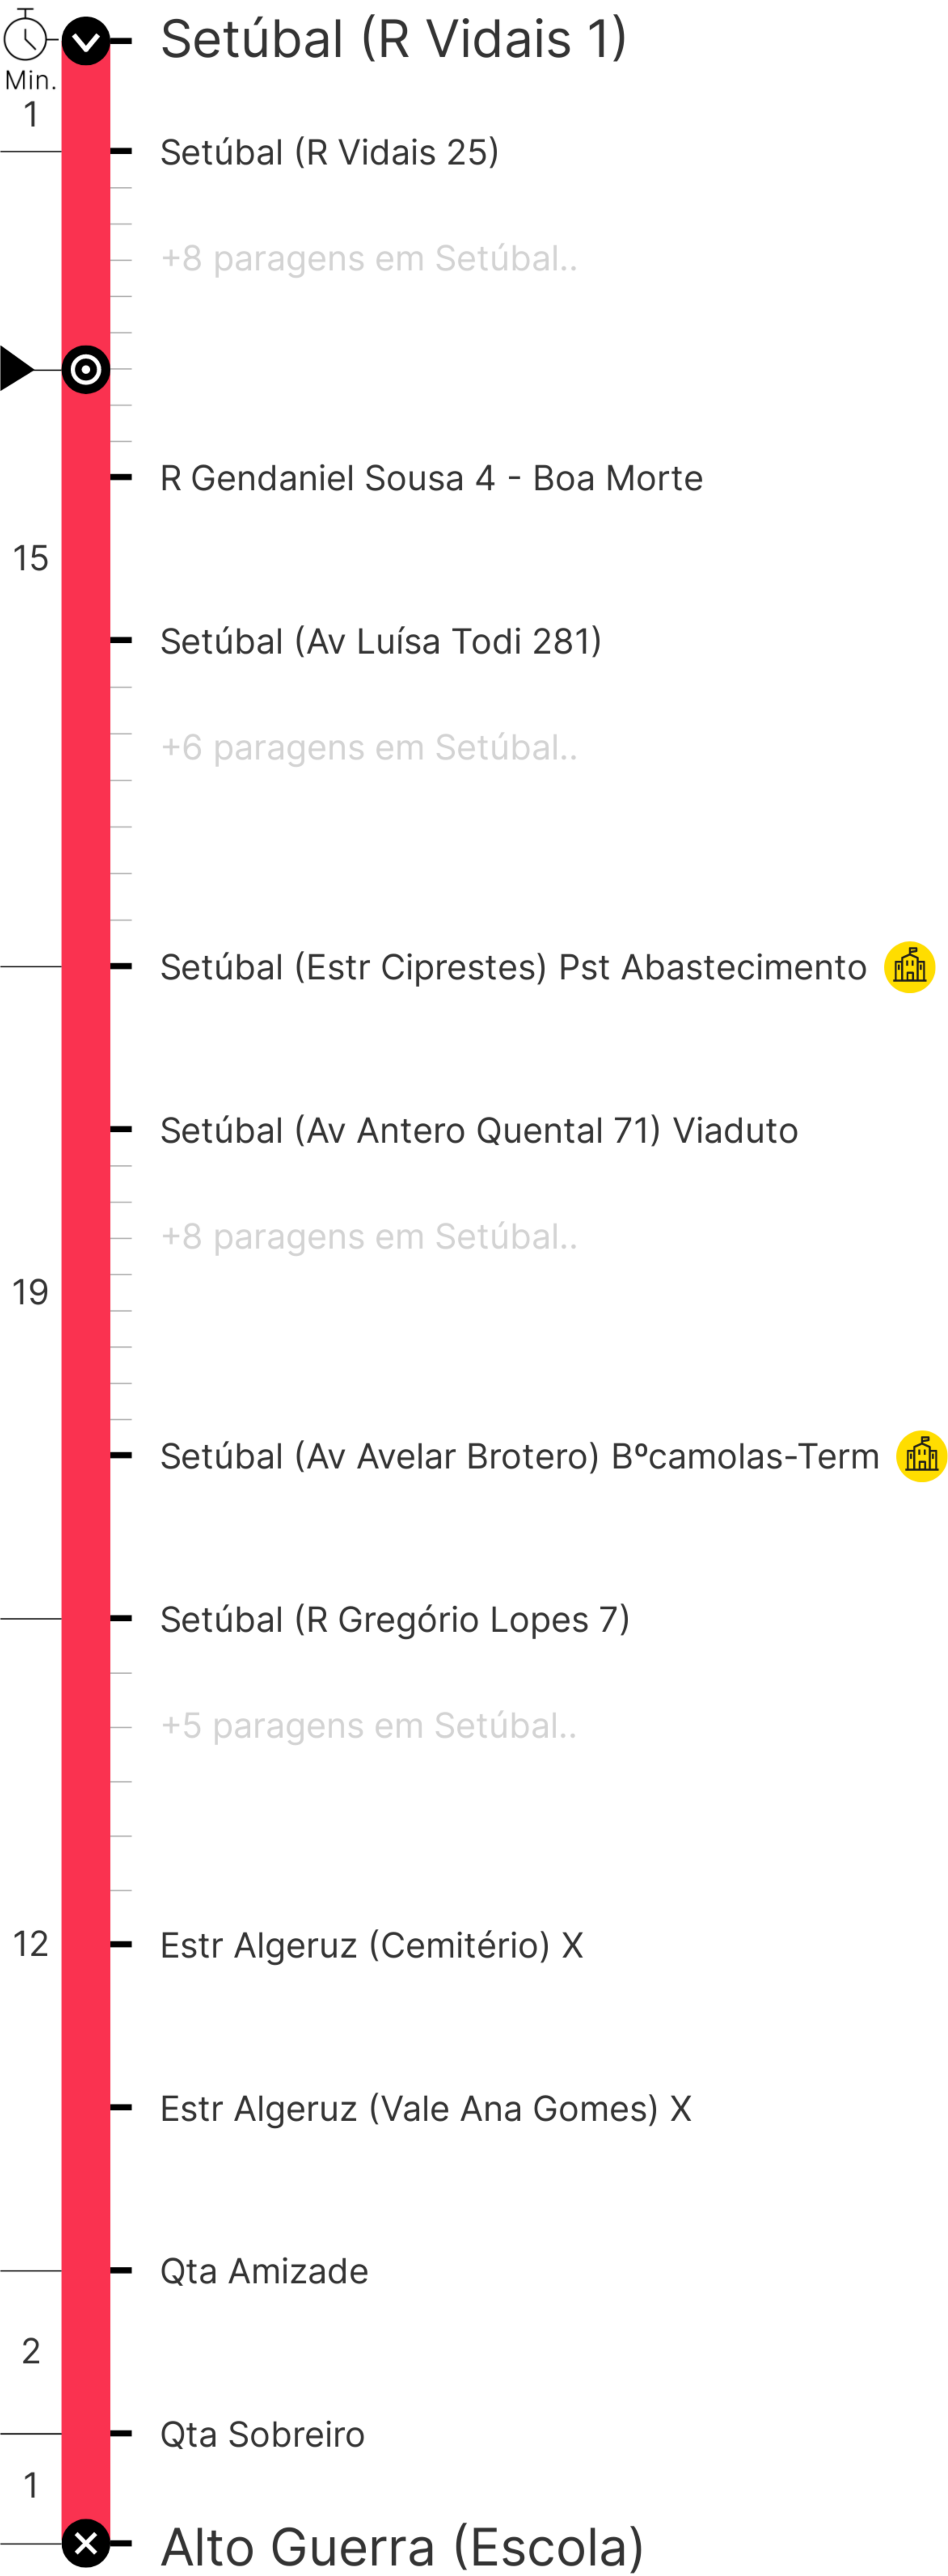 Setúbal (R Vidais 1)
Min.
1
Setúbal (R Vidais 25)
+8 paragens em Setúbal..
R Gendaniel Sousa 4 - Boa Morte
15
Setúbal (Av Luísa Todi 281)
+6 paragens em Setúbal..
Setúbal (Estr Ciprestes) Pst Abastecimento
Setúbal (Av Antero Quental 71) Viaduto
+8 paragens em Setúbal..
19
Setúbal (Av Avelar Brotero) Bºcamolas-Term
Setúbal (R Gregório Lopes 7)
+5 paragens em Setúbal..
12
Estr Algeruz (Cemitério) X
Estr Algeruz (Vale Ana Gomes) X
Qta Amizade
2
Qta Sobreiro
1
Alto Guerra (Escola)